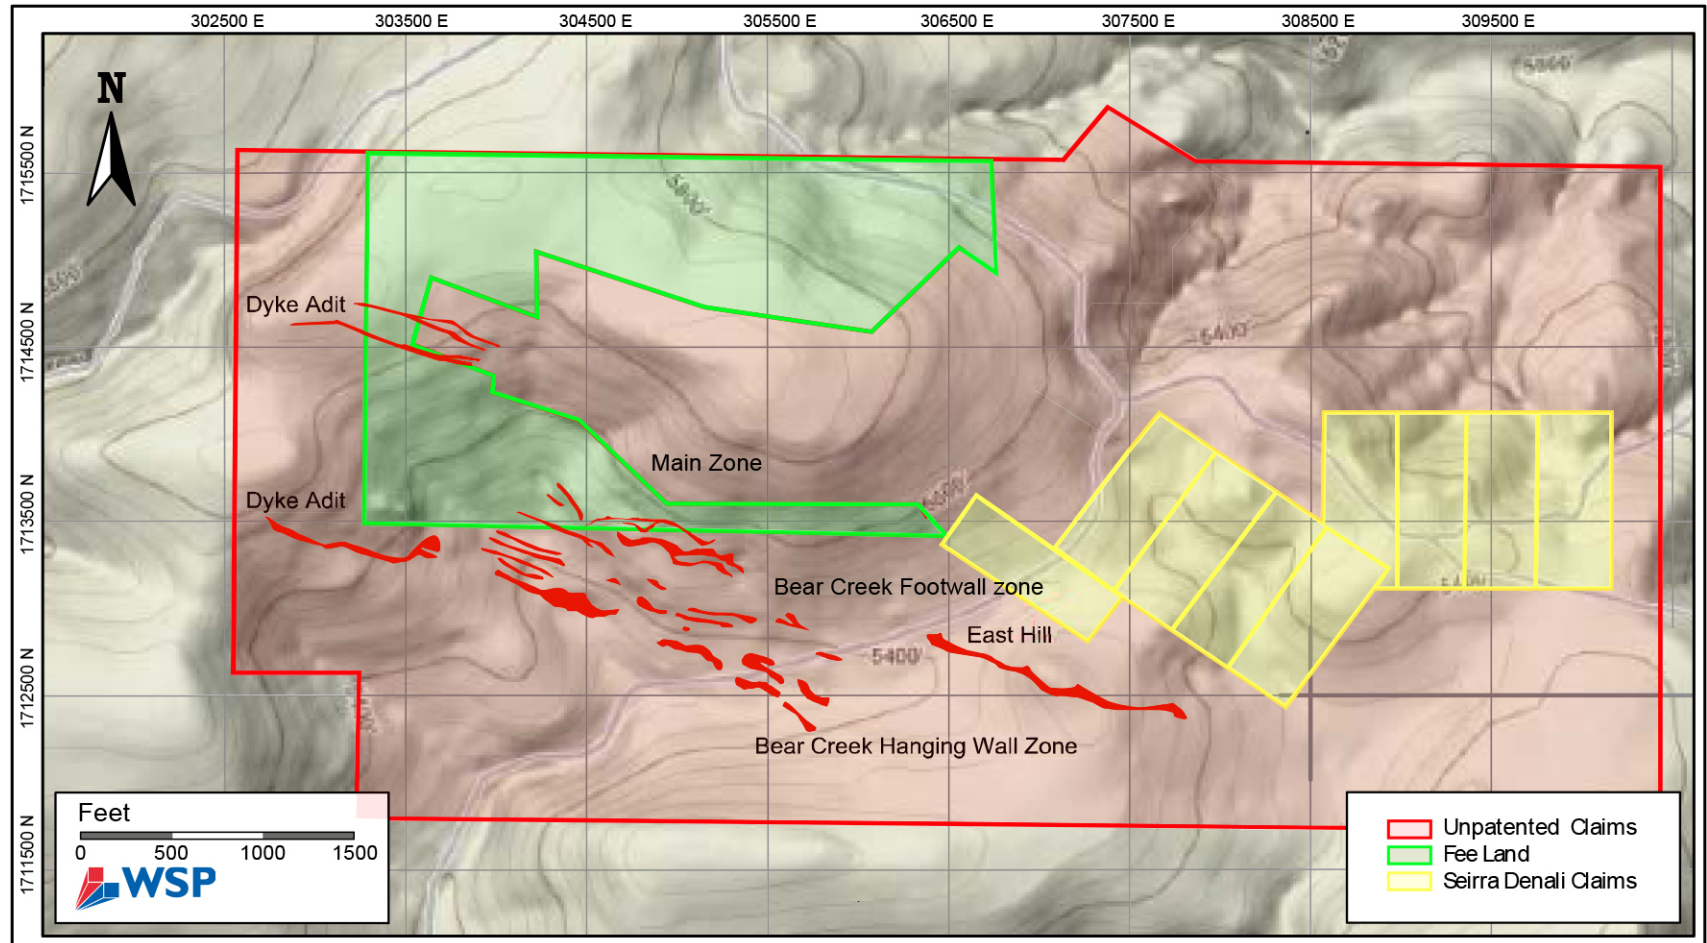 302500 E 303500 E 304500 E 305500 E 306500 E 307500 E 308500 E 309500 E
N
1715500 N
1714500 N
1713500 N
1712500 N
1711500 N
5800'
Dyke Adit
5400'
Main Zone
Dyke Adit
Bear Creek Footwall zone
East Hill
5400'
Bear Creek Hanging Wall Zone
Feet
0 500 1000 1500
WSP
Unpatented Claims
Fee Land
Seirra Denali Claims